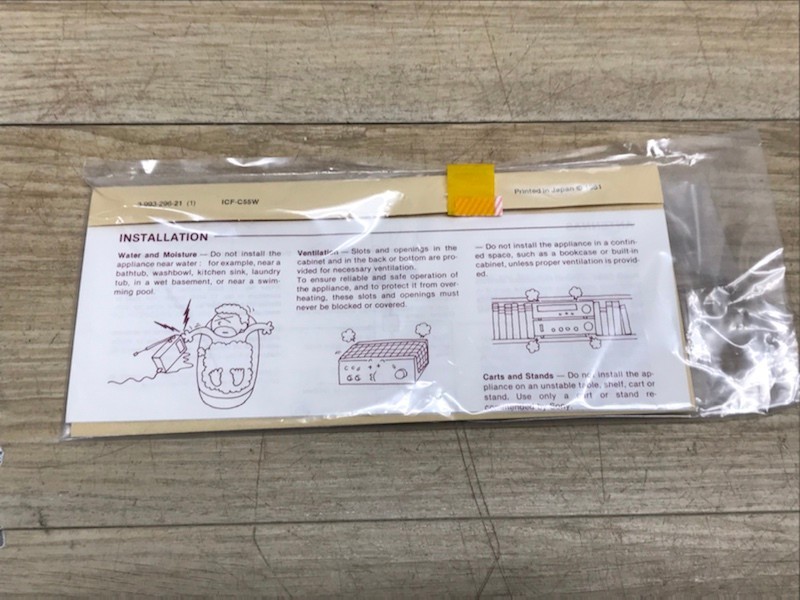 3-993-296-21 (1) ICF-C55W
Printed in Japan ©
INSTALLATION
Water and Moisture — Do not install the
appliance near water : for example, near a
bathtub, washbowl, kitchen sink, laundry
tub, in a wet basement, or near a swim-
ming pool.
Ventilation — Slots and openings in the
cabinet and in the back or bottom are pro-
vided for necessary ventilation.
To ensure reliable and safe operation of
the appliance, and to protect it from over-
heating, these slots and openings must
never be blocked or covered.
— Do not install the appliance in a confin-
ed space, such as a bookcase or built-in
cabinet, unless proper ventilation is provid-
ed.
Carts and Stands — Do not install the ap-
pliance on an unstable table, shelf, cart or
stand. Use only a cart or stand re-
commended by Sony.